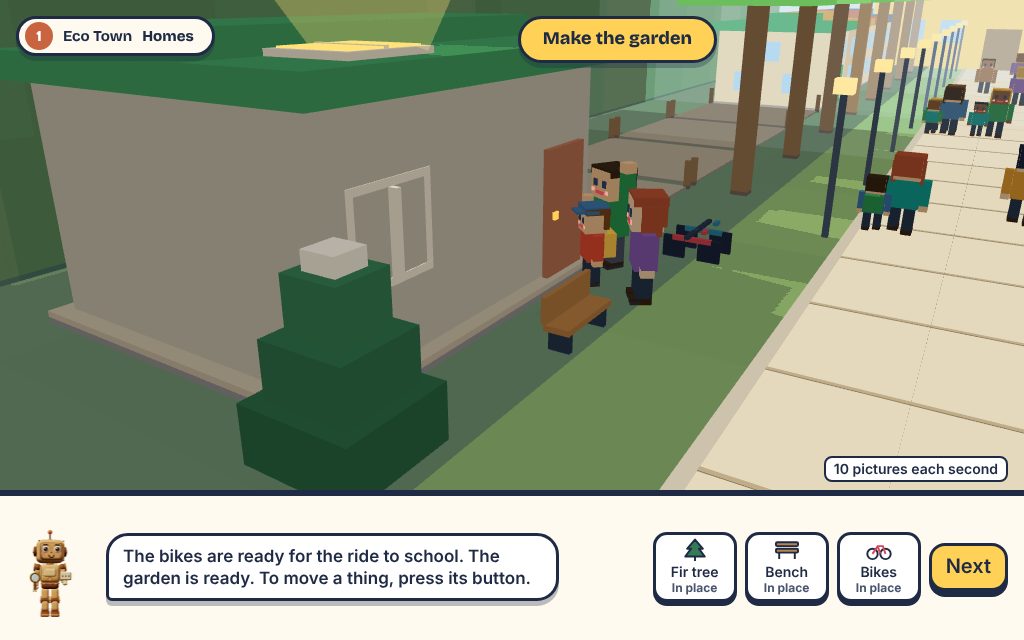 1 Eco Town Homes
Make the garden
10 pictures each second
The bikes are ready for the ride to school. The
garden is ready. To move a thing, press its button.
Fir tree
In place
Bench
In place
Bikes
In place
Next